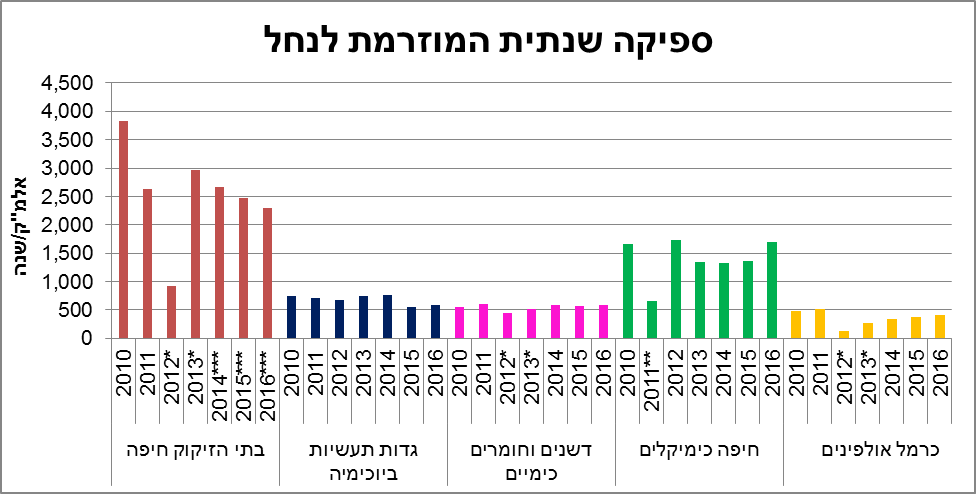 ספיקה שנתית המוזרמת לנחל
אלמ"ק/שנה
4,500
4,000
3,500
3,000
2,500
2,000
1,500
1,000
500
0
2010 2011 2012* 2013* 2014*** 2015*** 2016*** 2010 2011 2012 2013 2014 2015 2016 2010 2011 2012* 2013* 2014 2015 2016 2010 2011** 2012 2013 2014 2015 2016 2010 2011 2012* 2013* 2014 2015 2016
בתי הזיקוק חיפה
גדות תעשיות
ביוכימיה
דשנים וחומרים
כימיים
חיפה כימיקלים
כרמל אולפינים